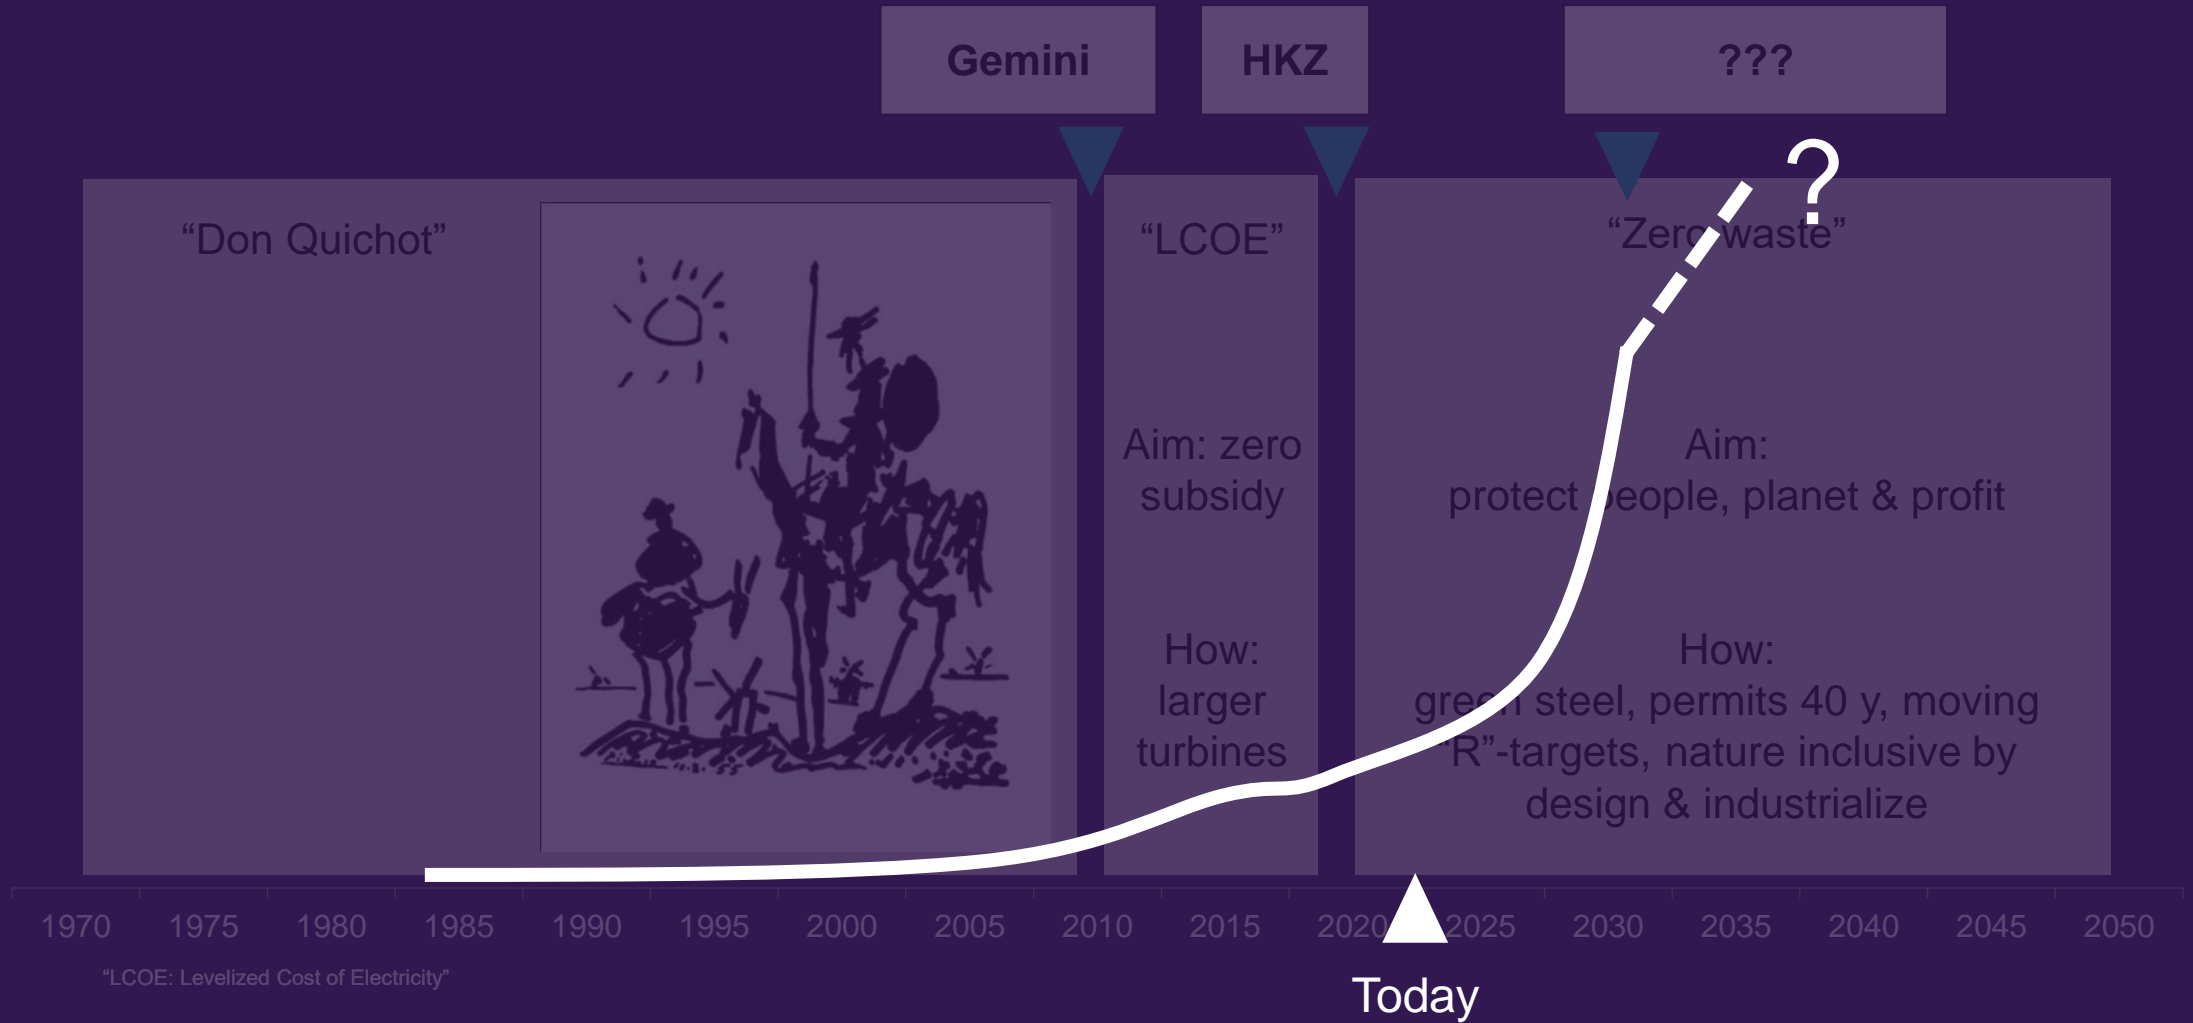 Gemini
HKZ
???
?
“Don Quichot”
“LCOE”
Aim: zero
subsidy
How:
larger
turbines
“Zero waste”
Aim:
protect people, planet & profit
How:
green steel, permits 40 y, moving
“R”-targets, nature inclusive by
design & industrialize
1970 1975 1980 1985 1990 1995 2000 2005 2010 2015 2020 2025 2030 2035 2040 2045 2050
“LCOE: Levelized Cost of Electricity”
Today